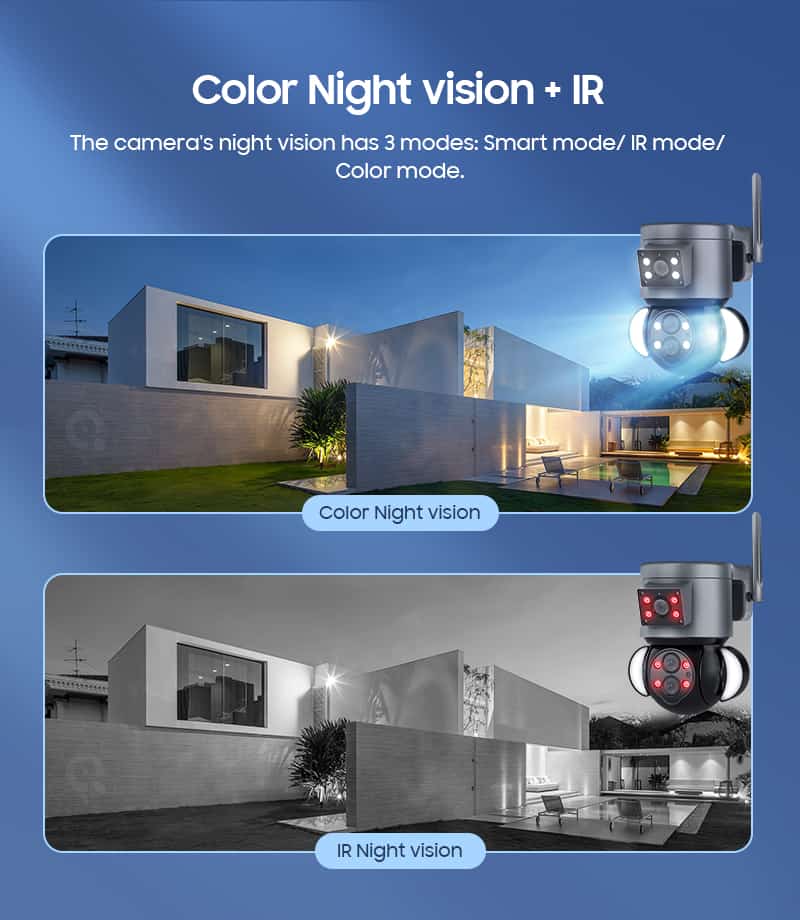 Color Night vision + IR
The camera's night vision has 3 modes: Smart mode/ IR mode/
Color mode.
Color Night vision
IR Night vision